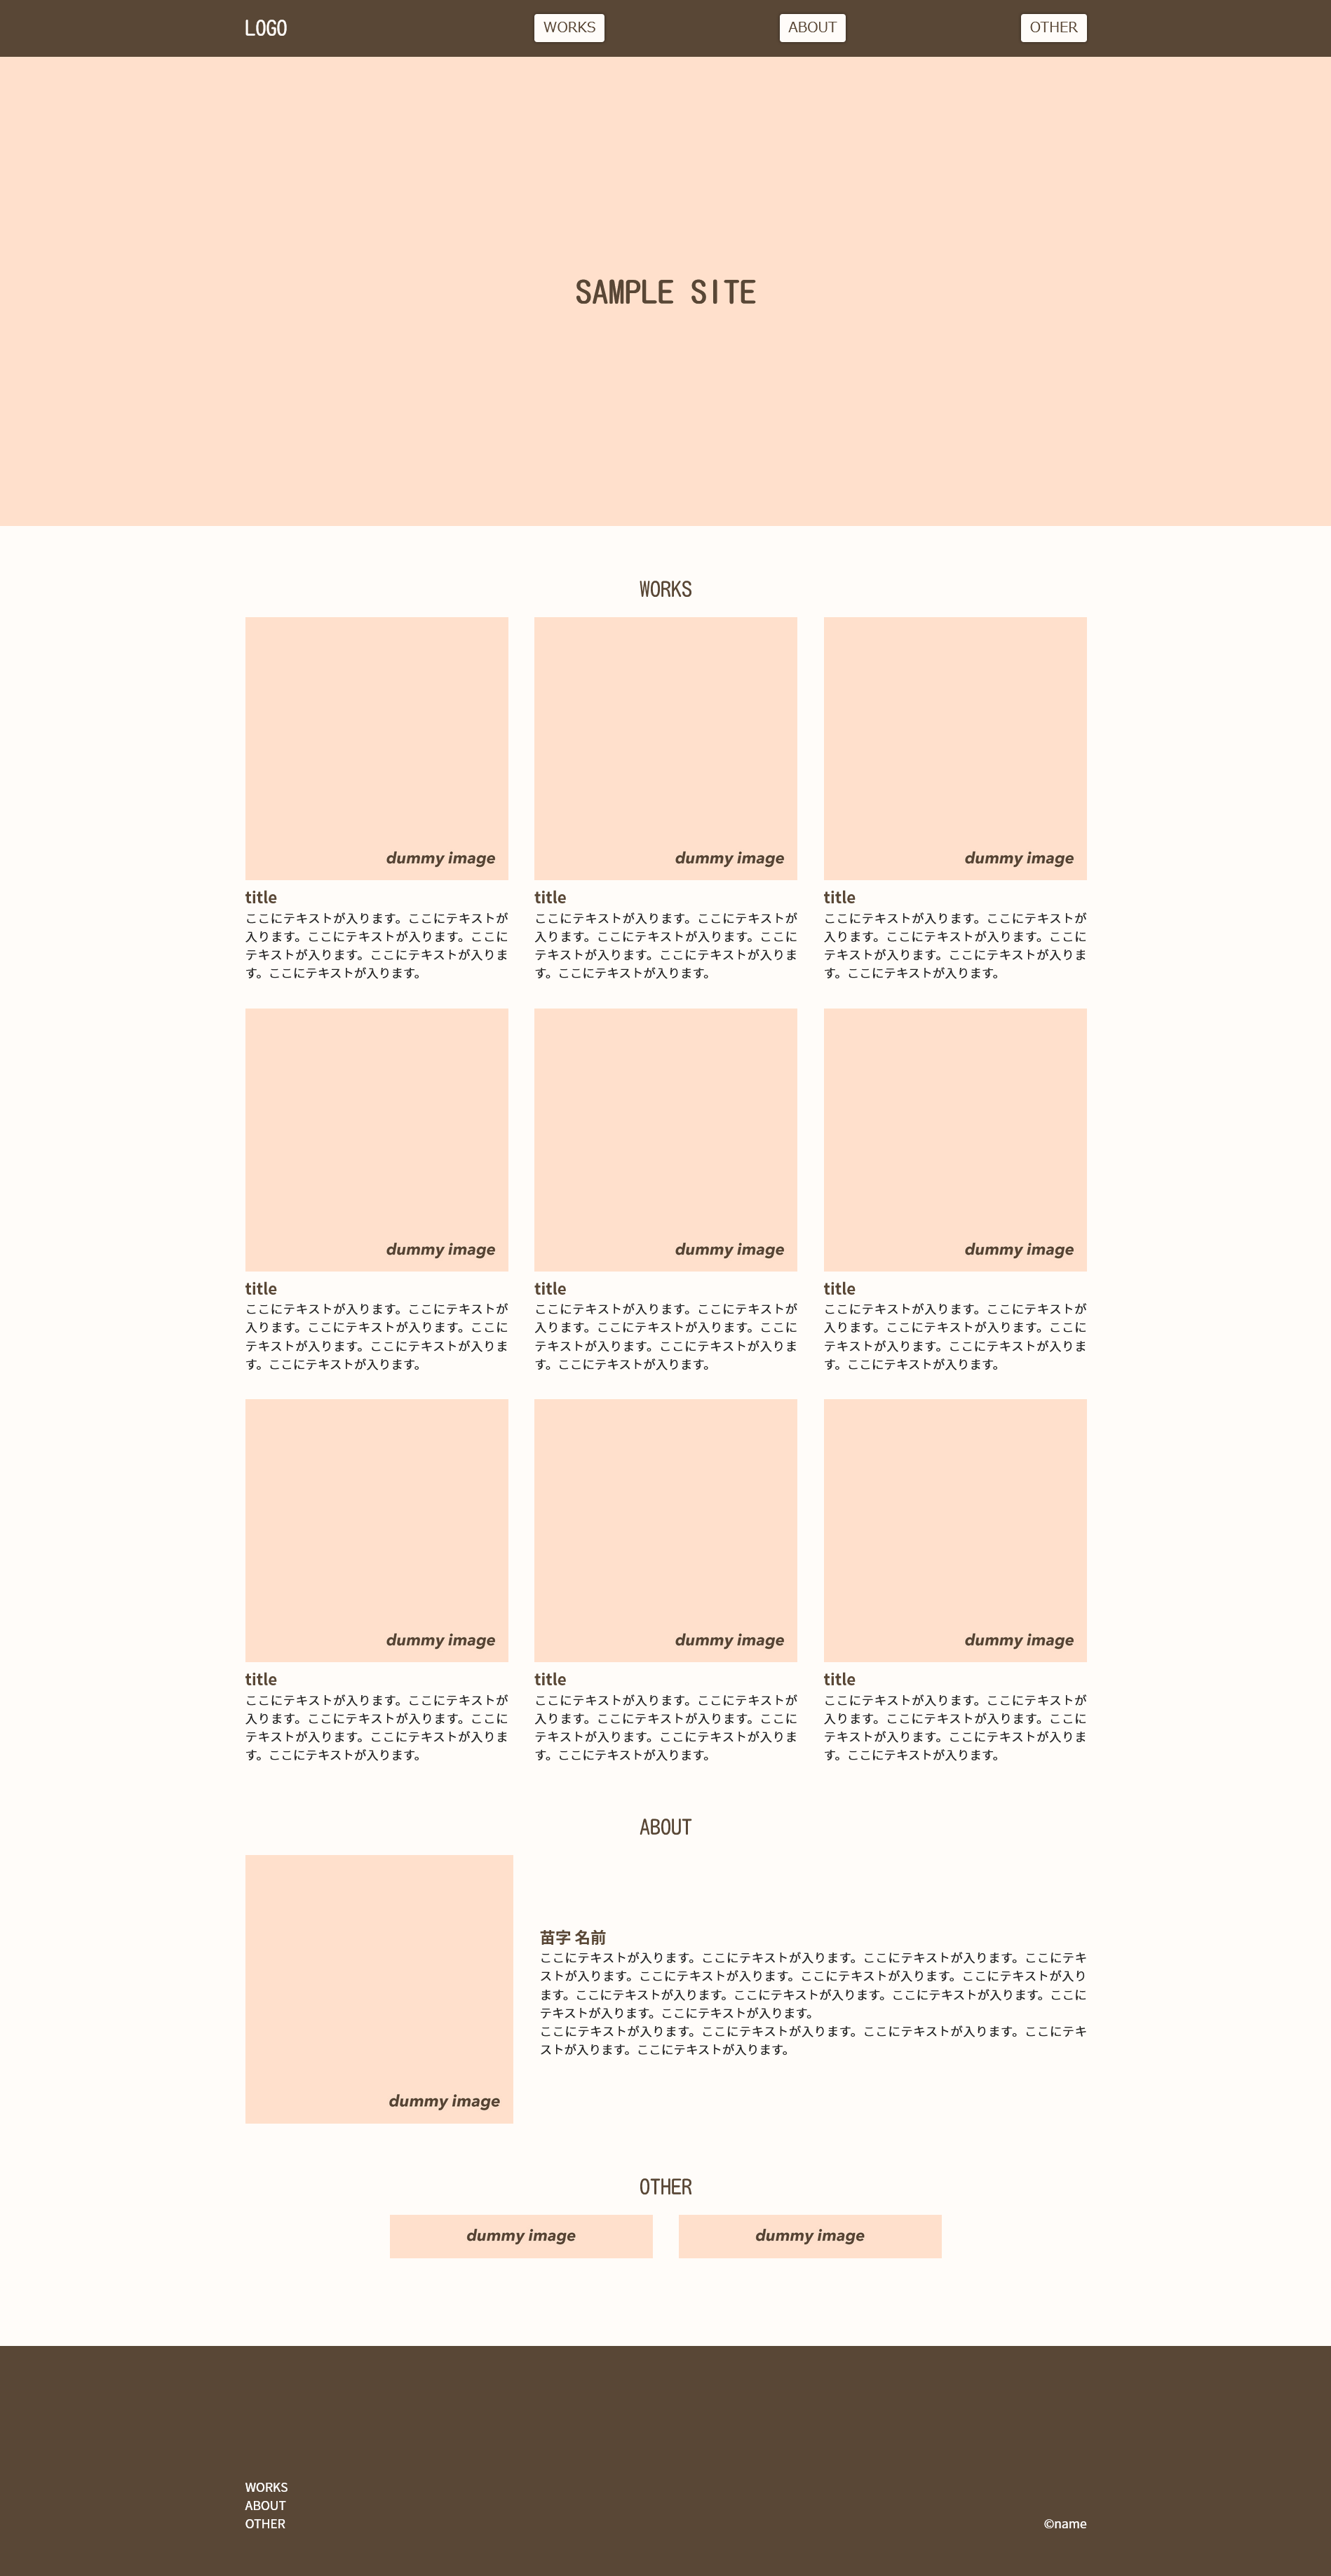 LOGO
WORKS
ABOUT
OTHER
SAMPLE SITE
WORKS
dummy image
title
ここにテキストが入ります。ここにテキストが
入ります。ここにテキストが入ります。ここに
テキストが入ります。ここにテキストが入りま
す。ここにテキストが入ります。
dummy image
title
ここにテキストが入ります。ここにテキストが
入ります。ここにテキストが入ります。ここに
テキストが入ります。ここにテキストが入りま
す。ここにテキストが入ります。
dummy image
title
ここにテキストが入ります。ここにテキストが
入ります。ここにテキストが入ります。ここに
テキストが入ります。ここにテキストが入りま
す。ここにテキストが入ります。
dummy image
title
ここにテキストが入ります。ここにテキストが
入ります。ここにテキストが入ります。ここに
テキストが入ります。ここにテキストが入りま
す。ここにテキストが入ります。
dummy image
title
ここにテキストが入ります。ここにテキストが
入ります。ここにテキストが入ります。ここに
テキストが入ります。ここにテキストが入りま
す。ここにテキストが入ります。
dummy image
title
ここにテキストが入ります。ここにテキストが
入ります。ここにテキストが入ります。ここに
テキストが入ります。ここにテキストが入りま
す。ここにテキストが入ります。
dummy image
title
ここにテキストが入ります。ここにテキストが
入ります。ここにテキストが入ります。ここに
テキストが入ります。ここにテキストが入りま
す。ここにテキストが入ります。
dummy image
title
ここにテキストが入ります。ここにテキストが
入ります。ここにテキストが入ります。ここに
テキストが入ります。ここにテキストが入りま
す。ここにテキストが入ります。
dummy image
title
ここにテキストが入ります。ここにテキストが
入ります。ここにテキストが入ります。ここに
テキストが入ります。ここにテキストが入りま
す。ここにテキストが入ります。
ABOUT
dummy image
苗字 名前
ここにテキストが入ります。ここにテキストが入ります。ここにテキストが入ります。ここにテキ
ストが入ります。ここにテキストが入ります。ここにテキストが入ります。ここにテキストが入り
ます。ここにテキストが入ります。ここにテキストが入ります。ここにテキストが入ります。ここに
テキストが入ります。ここにテキストが入ります。
ここにテキストが入ります。ここにテキストが入ります。ここにテキストが入ります。ここにテキ
ストが入ります。ここにテキストが入ります。
OTHER
dummy image
dummy image
WORKS
ABOUT
OTHER
©name